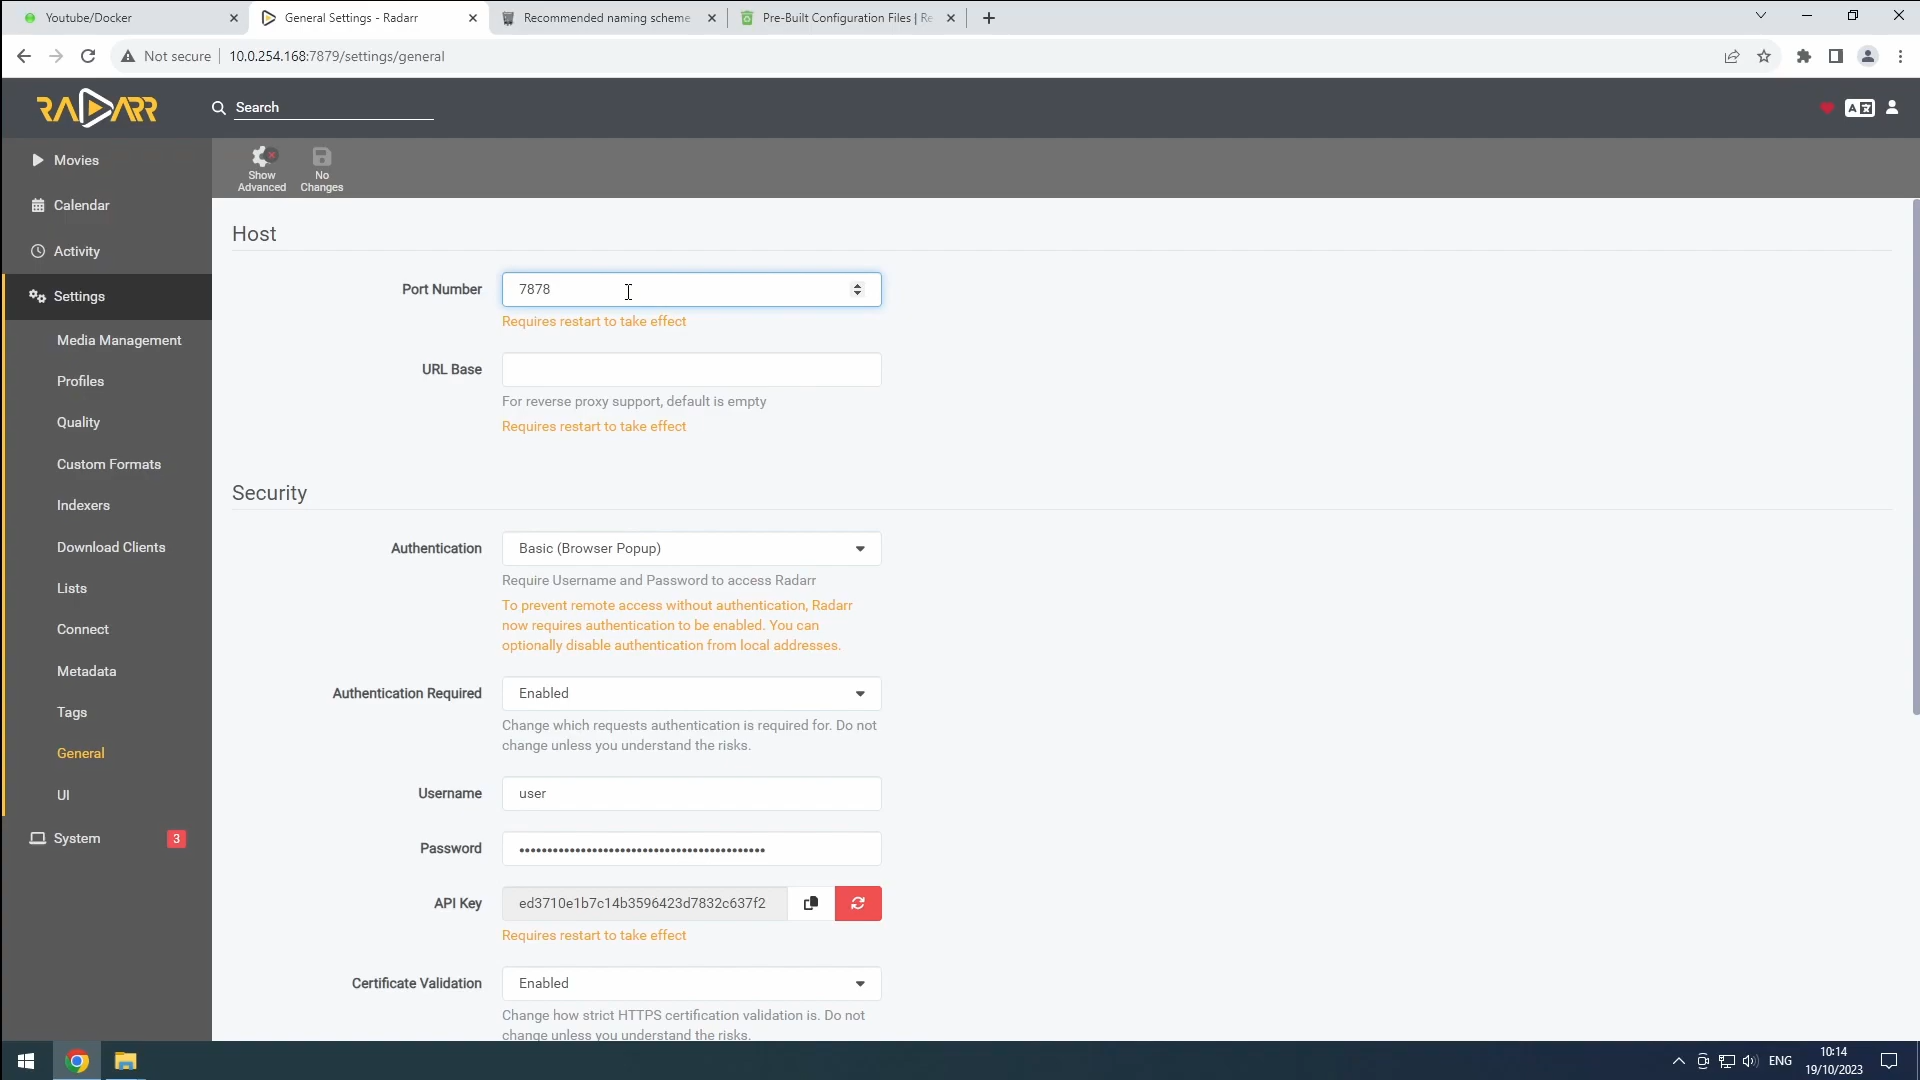 Youtube/Docker
General Settings - Radarr
Recommended naming scheme
Pre-Built Configuration Files | Re
Not secure
10.0.254.168:7879/settings/general
RADARR
Search
Movies
Calendar
Activity
Settings
Media Management
Profiles
Quality
Custom Formats
Indexers
Download Clients
Lists
Connect
Metadata
Tags
General
UI
System
3
Show
Advanced
No
Changes
Host
Port Number
7878
Requires restart to take effect
URL Base
For reverse proxy support, default is empty
Requires restart to take effect
Security
Authentication
Basic (Browser Popup)
Require Username and Password to access Radarr
To prevent remote access without authentication, Radarr
now requires authentication to be enabled. You can
optionally disable authentication from local addresses.
Authentication Required
Enabled
Change which requests authentication is required for. Do not
change unless you understand the risks.
Username
user
Password
••••••••••••••••••••••••••••••••••••••••••••
API Key
ed3710e1b7c14b3596423d7832c637f2
Requires restart to take effect
Certificate Validation
Enabled
Change how strict HTTPS certification validation is. Do not
change unless you understand the risks.
ENG
10:14
19/10/2023